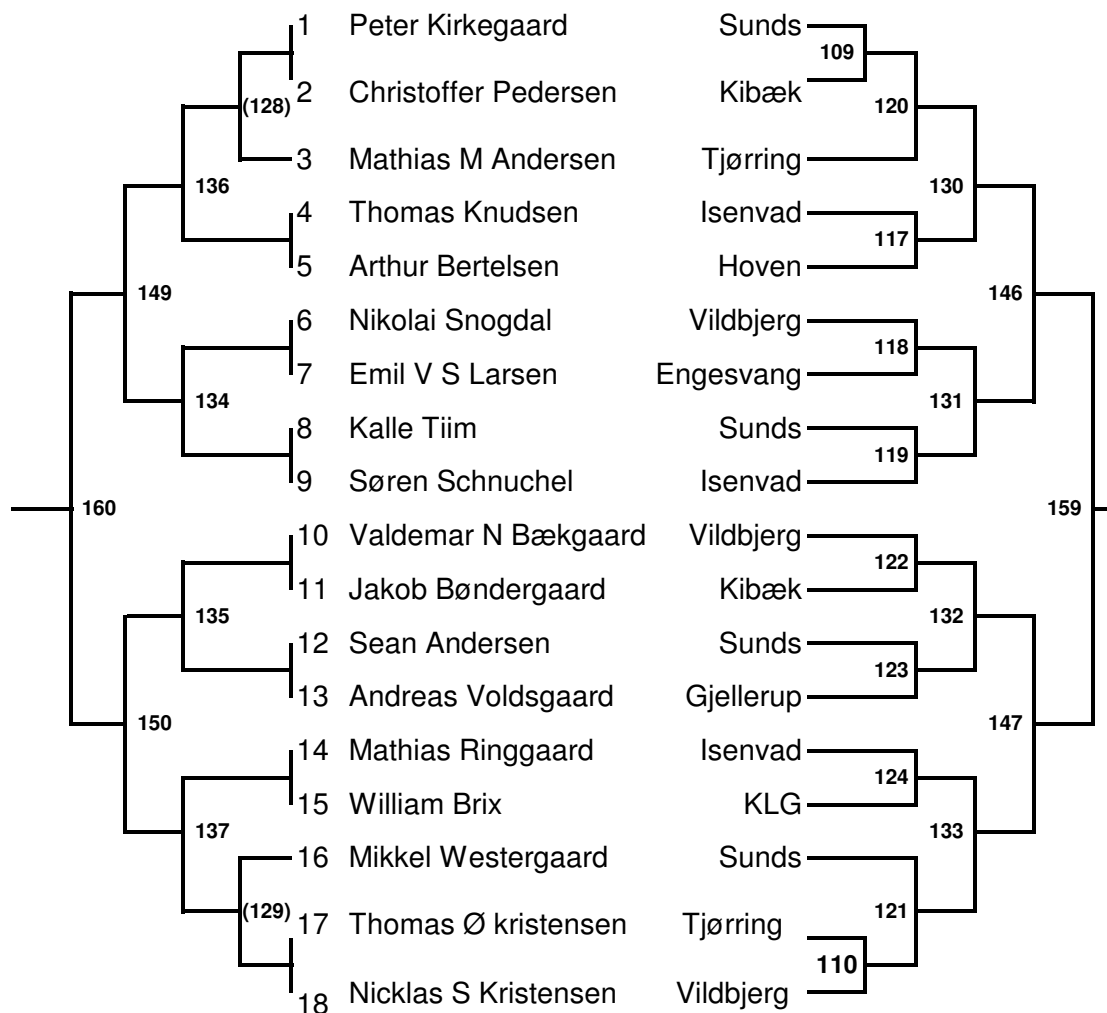 1 Peter Kirkegaard Sunds
109
2 Christoffer Pedersen Kibæk
(128) 120
3 Mathias M Andersen Tjørring
136 130
4 Thomas Knudsen Isenvad
117
5 Arthur Bertelsen Hoven
149 146
6 Nikolai Snogdal Vildbjerg
118
7 Emil V S Larsen Engesvang
134 131
8 Kalle Tiim Sunds
119
9 Søren Schnuchel Isenvad
160 159
10 Valdemar N Bækgaard Vildbjerg
122
11 Jakob Bøndergaard Kibæk
135 132
12 Sean Andersen Sunds
123
13 Andreas Voldsgaard Gjellerup
150 147
14 Mathias Ringgaard Isenvad
124
15 William Brix KLG
137 133
16 Mikkel Westergaard Sunds
(129) 121
17 Thomas Ø kristensen Tjørring
110
18 Nicklas S Kristensen Vildbjerg